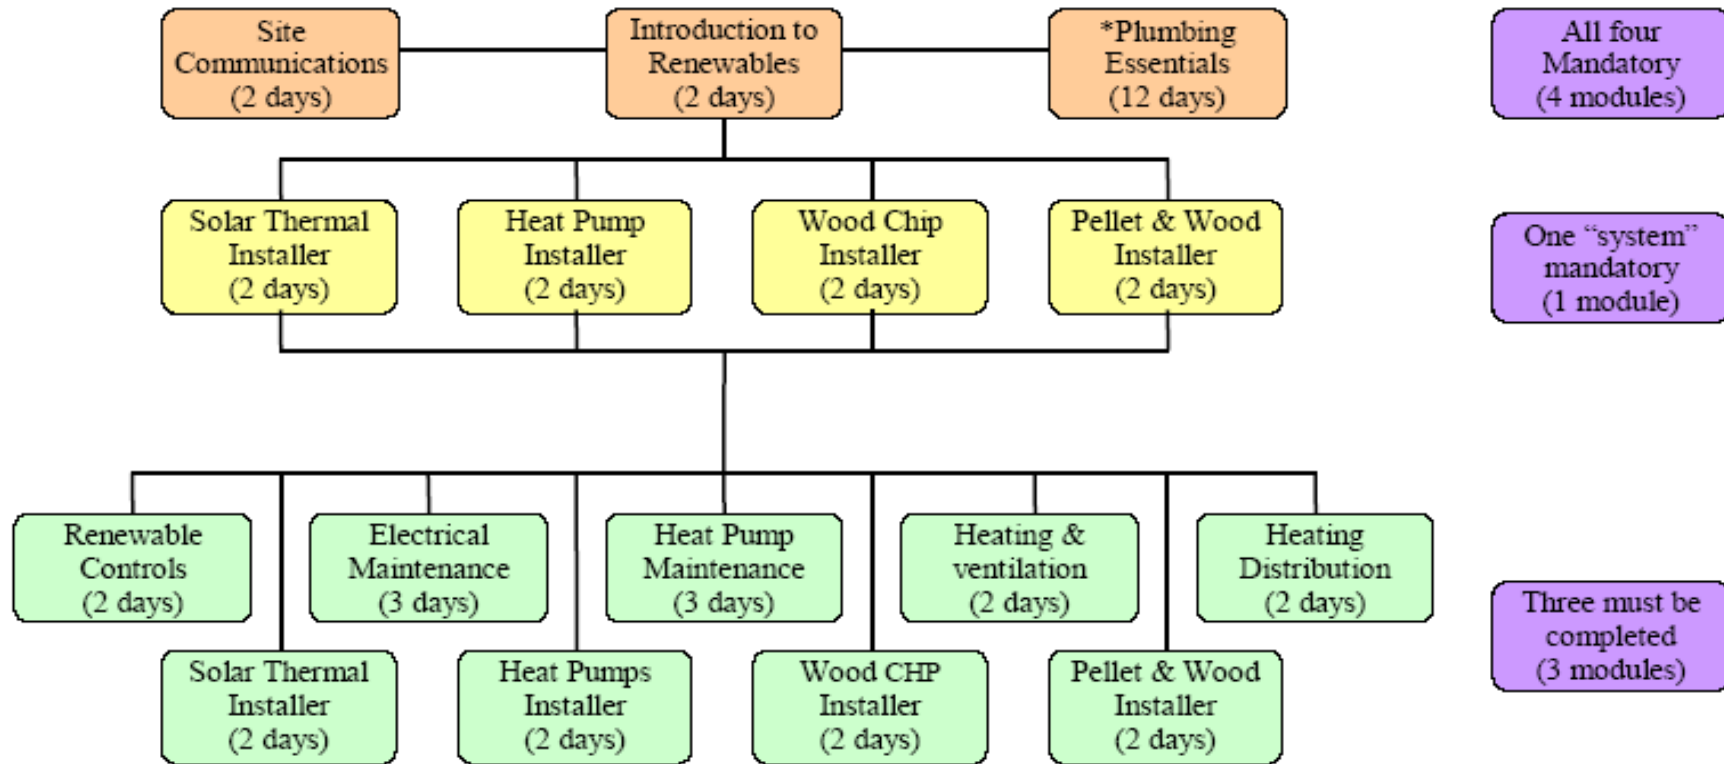 Site
Communications
(2 days)
Introduction to
Renewables
(2 days)
*Plumbing
Essentials
(12 days)
All four
Mandatory
(4 modules)
Solar Thermal
Installer
(2 days)
Heat Pump
Installer
(2 days)
Wood Chip
Installer
(2 days)
Pellet & Wood
Installer
(2 days)
One “system”
mandatory
(1 module)
Renewable
Controls
(2 days)
Electrical
Maintenance
(3 days)
Heat Pump
Maintenance
(3 days)
Heating &
ventilation
(2 days)
Heating
Distribution
(2 days)
Three must be
completed
(3 modules)
Solar Thermal
Installer
(2 days)
Heat Pumps
Installer
(2 days)
Wood CHP
Installer
(2 days)
Pellet & Wood
Installer
(2 days)